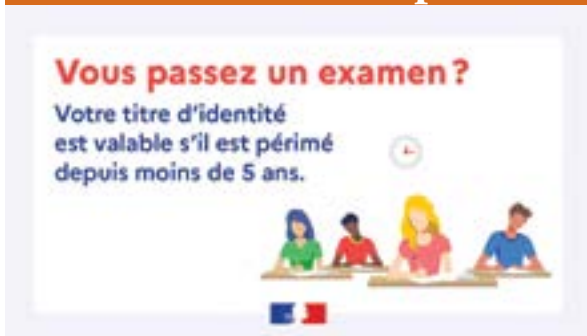 Vous passez un examen ?
Votre titre d'identité
est valable s'il est périmé
depuis moins de 5 ans.